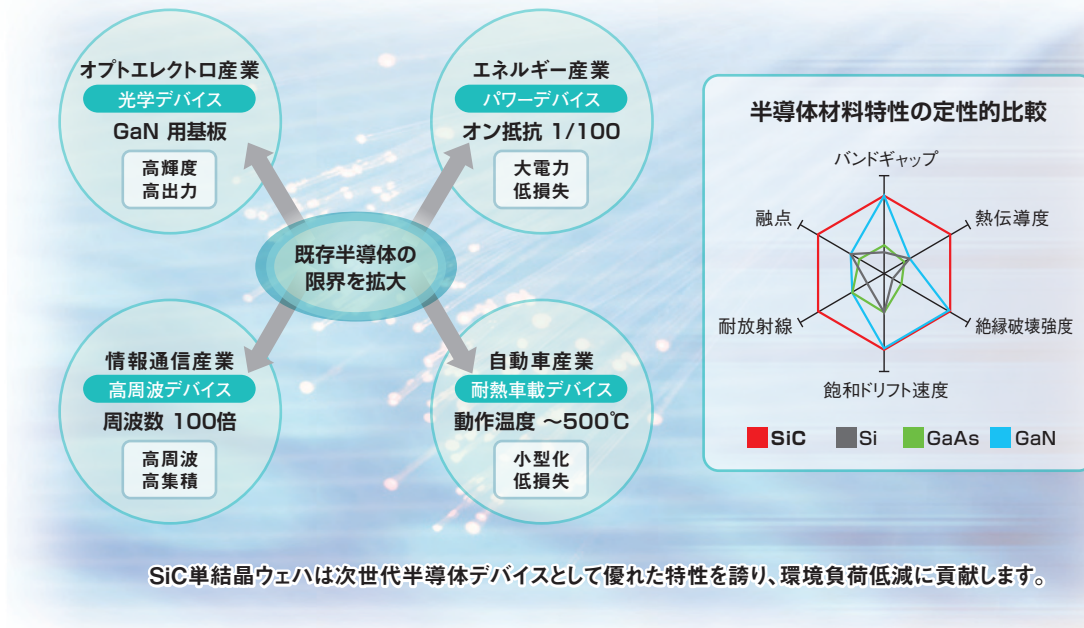 オプトエレクトロ産業
光学デバイス
GaN 用基板
高輝度
高出力
エネルギー産業
パワーデバイス
オン抵抗 1/100
大電力
低損失
既存半導体の
限界を拡大
情報通信産業
高周波デバイス
周波数 100倍
高周波
高集積
自動車産業
耐熱車載デバイス
動作温度 ～500℃
小型化
低損失
半導体材料特性の定性的比較
バンドギャップ
融点
熱伝導度
耐放射線
絶縁破壊強度
飽和ドリフト速度
SiC Si GaAs GaN
SiC単結晶ウェハは次世代半導体デバイスとして優れた特性を誇り、環境負荷低減に貢献します。